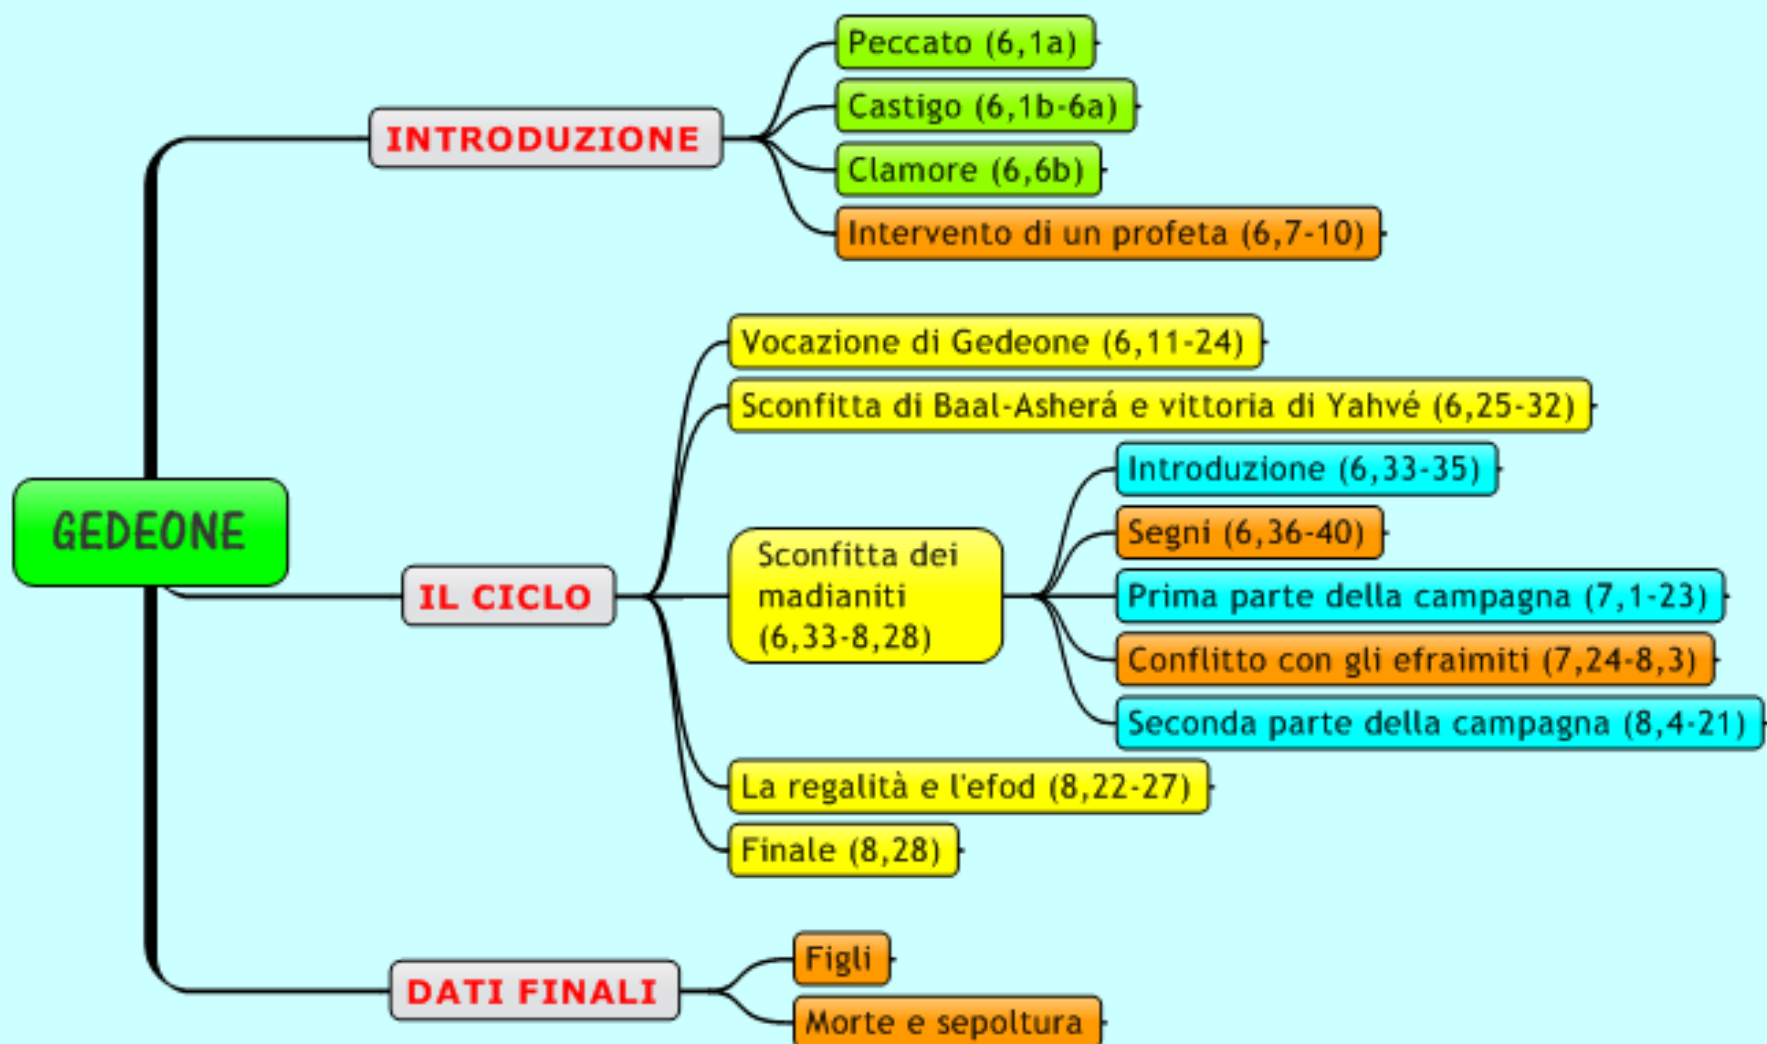 GEDEONE
INTRODUZIONE
Peccato (6,1a)
Castigo (6,1b-6a)
Clamore (6,6b)
Intervento di un profeta (6,7-10)
IL CICLO
Vocazione di Gedeone (6,11-24)
Sconfitta di Baal-Asherá e vittoria di Yahvé (6,25-32)
Sconfitta dei
madianiti
(6,33-8,28)
Introduzione (6,33-35)
Segni (6,36-40)
Prima parte della campagna (7,1-23)
Conflitto con gli efraimiti (7,24-8,3)
Seconda parte della campagna (8,4-21)
La regalità e l'efod (8,22-27)
Finale (8,28)
DATI FINALI
Figli
Morte e sepoltura